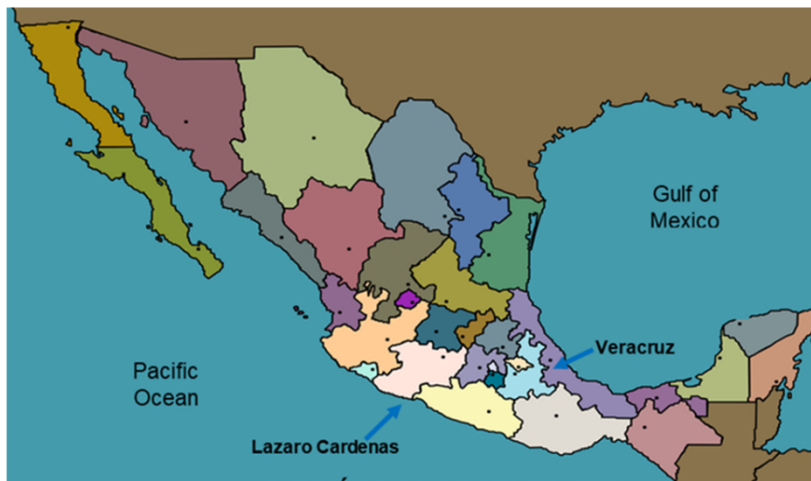 Gulf of
Mexico
Veracruz
Pacific
Ocean
Lazaro Cardenas